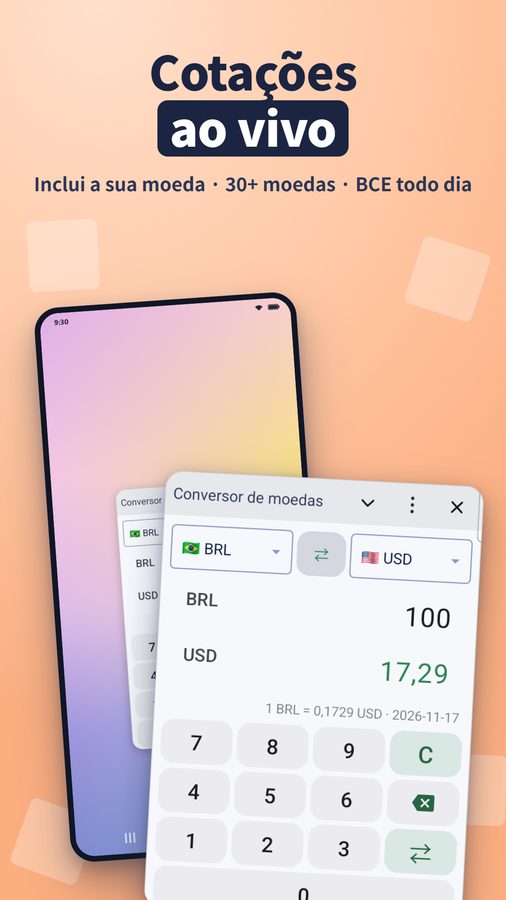 Cotações
ao vivo
Inclui a sua moeda · 30+ moedas · BCE todo dia
9:30
Conversor
BRL
BRL
USD
7
4
Conversor de moedas
BRL
USD
BRL
100
USD
17,29
1 BRL = 0,1729 USD · 2026-11-17
7 8 9 C
4 5 6
1 2 3
0